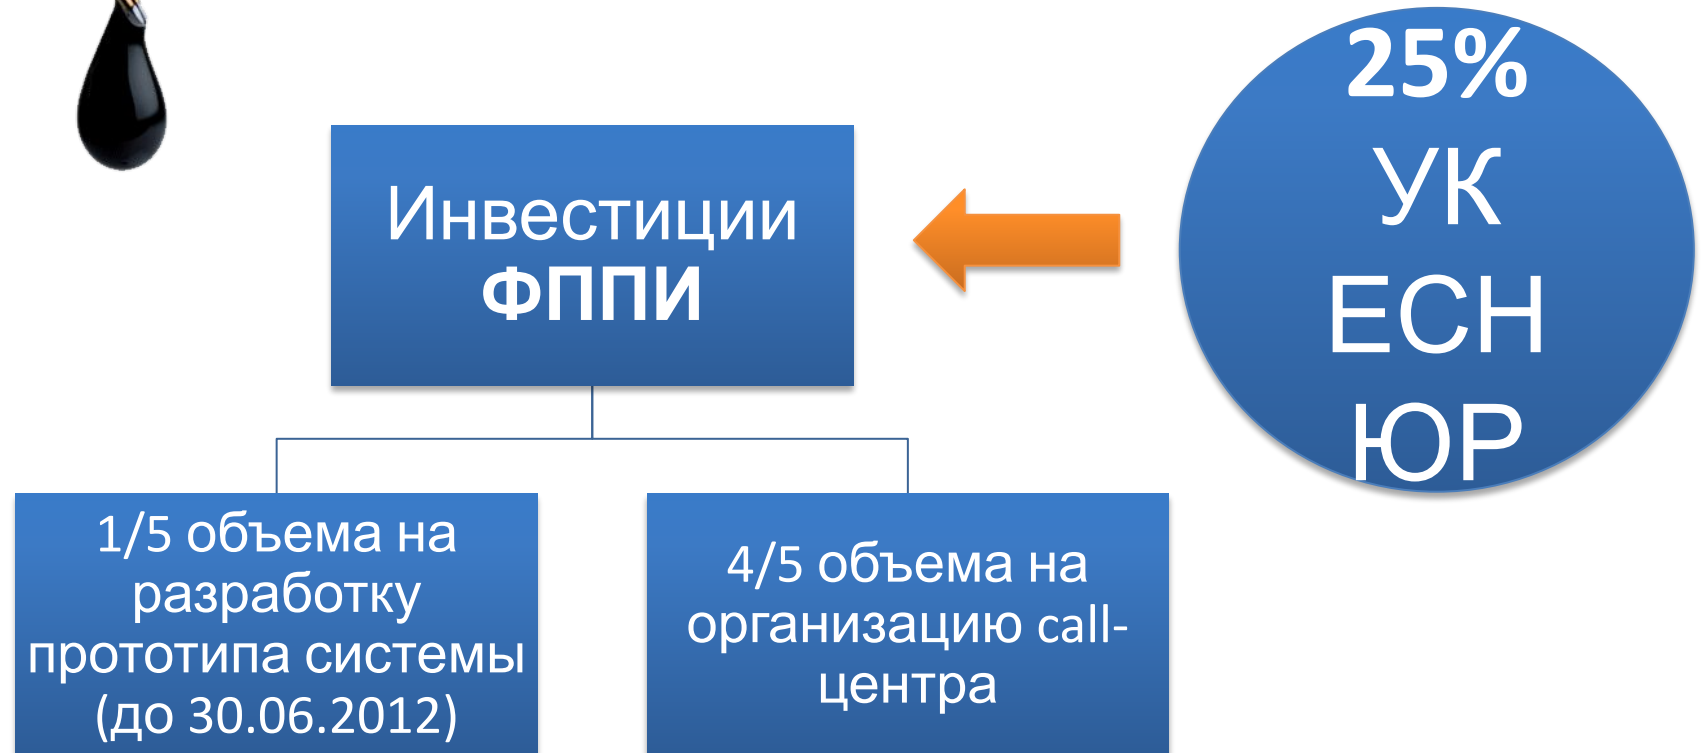 25%
УК
ЕСН
ЮР
Инвестиции
ФППИ
1/5 объема на
разработку
прототипа системы
(до 30.06.2012)
4/5 объема на
организацию call-
центра